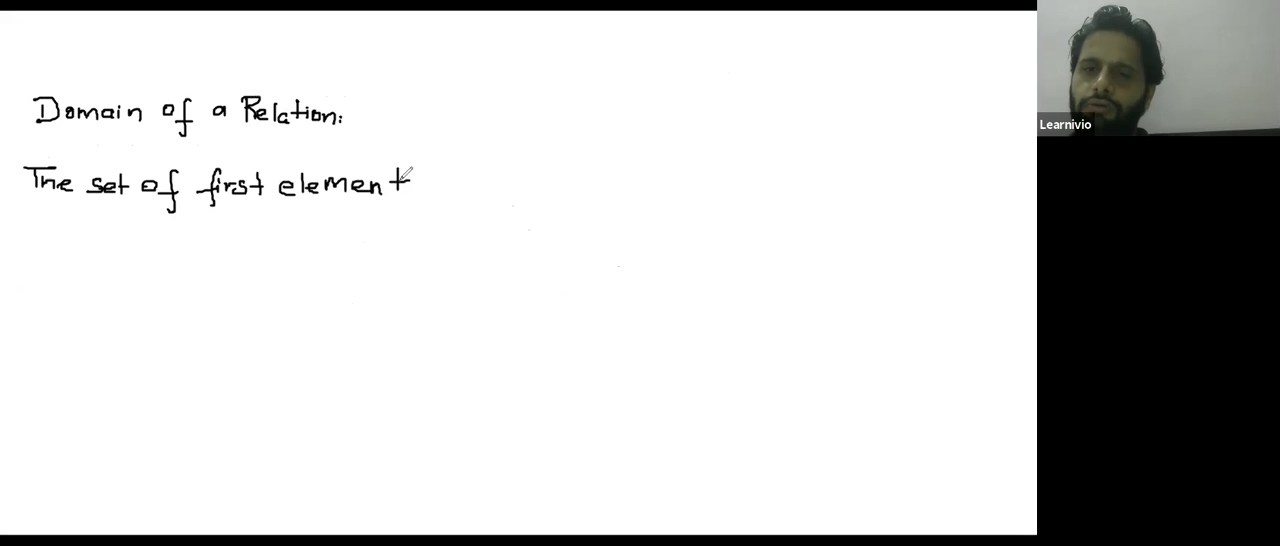 Domain of a Relation:
The set of first element
Learnivio